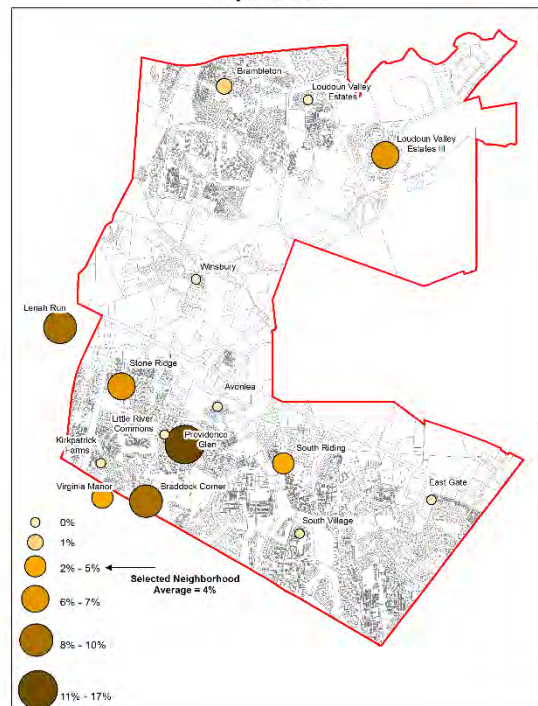 Brambleton
Loudoun Valley
Estates
Loudoun Valley
Estates III
Winsbury
Lenah Run
Stone Ridge
Avonlea
Little River
Commons
Providence
Glen
Kirkpatrick
Farms
South Riding
Virginia Manor
Braddock Corner
East Gate
South Village
0%
1%
2% - 5%
Selected Neighborhood
Average = 4%
6% - 7%
8% - 10%
11% - 17%